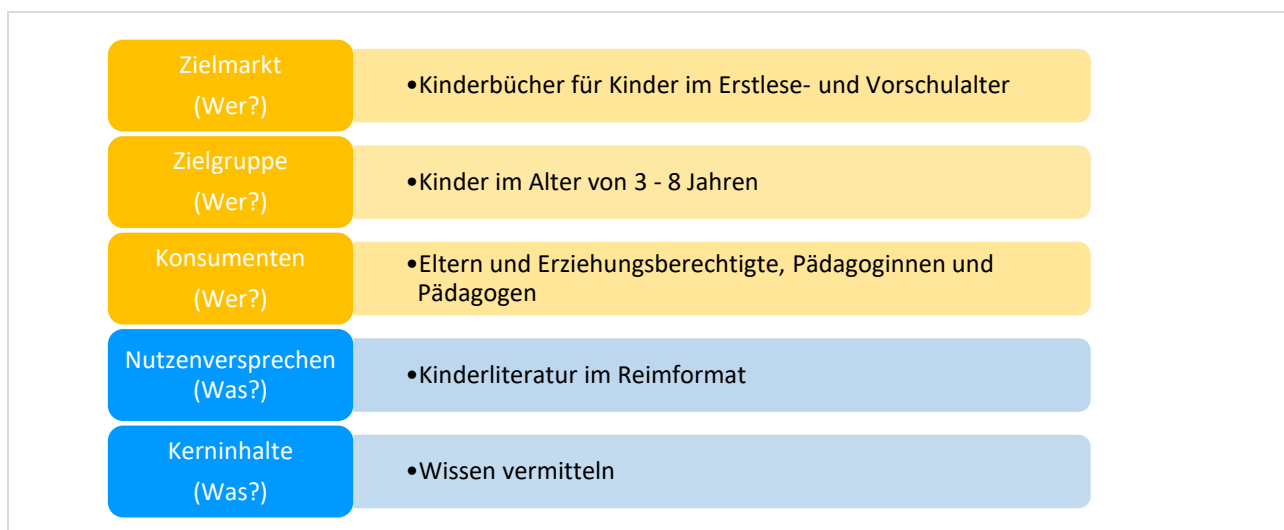 Zielmarkt
(Wer?)
•Kinderbücher für Kinder im Erstlese- und Vorschulalter
Zielgruppe
(Wer?)
•Kinder im Alter von 3 - 8 Jahren
Konsumenten
(Wer?)
•Eltern und Erziehungsberechtigte, Pädagoginnen und
Pädagogen
Nutzenversprechen
(Was?)
•Kinderliteratur im Reimformat
Kerninhalte
(Was?)
•Wissen vermitteln